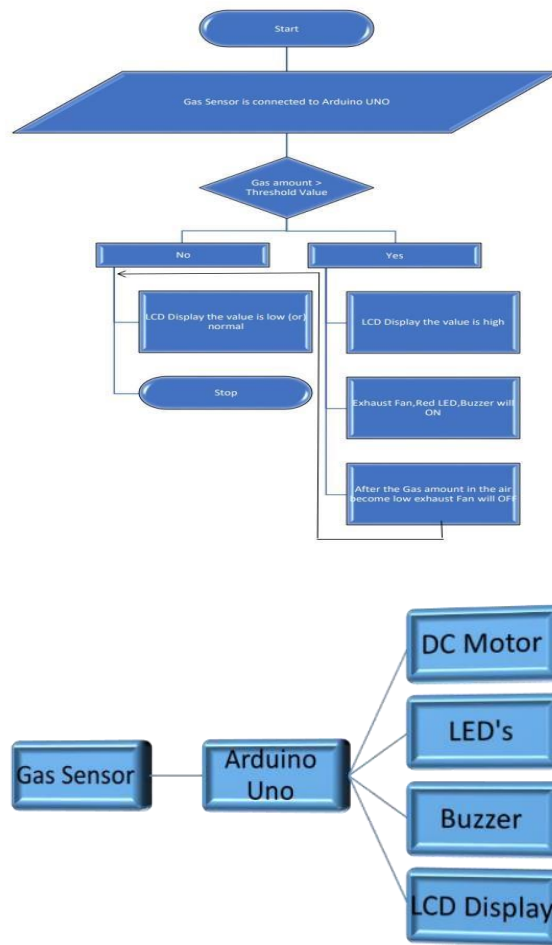 Start
Gas Sensor is connected to Arduino UNO
Gas amount >
Threshold Value
No
Yes
LCD Display the value is low (or)
normal
LCD Display the value is high
Stop
Exhaust Fan,Red LED,Buzzer will
ON
After the Gas amount in the air
become low exhaust Fan will OFF
DC Motor
LED's
Gas Sensor
Arduino
Uno
Buzzer
LCD Display